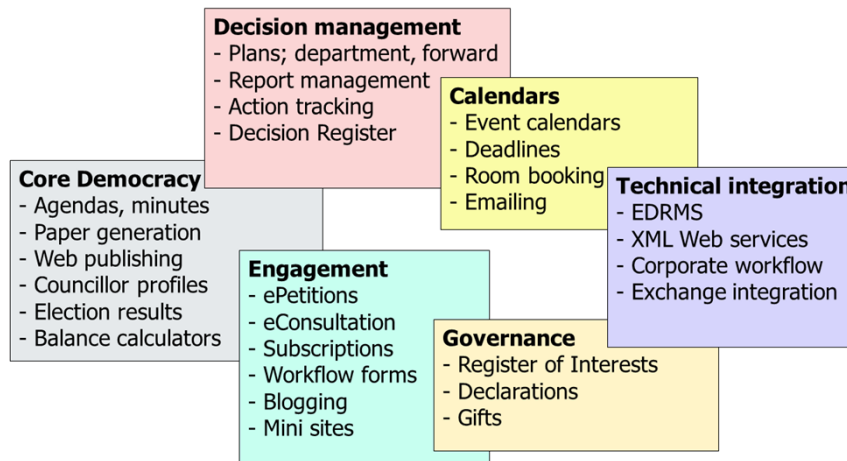 Decision management
- Plans; department, forward
- Report management
- Action tracking
- Decision Register
Calendars
- Event calendars
- Deadlines
- Room booking
- Emailing
Core Democracy
- Agendas, minutes
- Paper generation
- Web publishing
- Councillor profiles
- Election results
- Balance calculators
Technical integration
- EDRMS
- XML Web services
- Corporate workflow
- Exchange integration
Engagement
- ePetitions
- eConsultation
- Subscriptions
- Workflow forms
- Blogging
- Mini sites
Governance
- Register of Interests
- Declarations
- Gifts